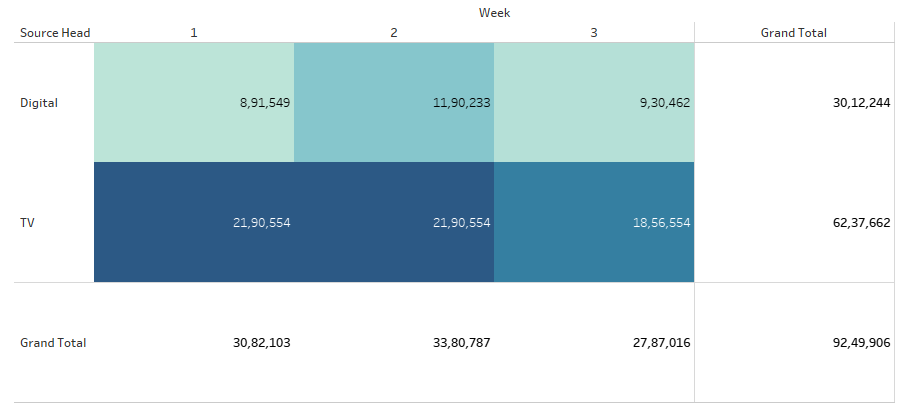 Week
Source Head 1 2 3 Grand Total
Digital 8,91,549 11,90,233 9,30,462 30,12,244
TV 21,90,554 21,90,554 18,56,554 62,37,662
Grand Total 30,82,103 33,80,787 27,87,016 92,49,906